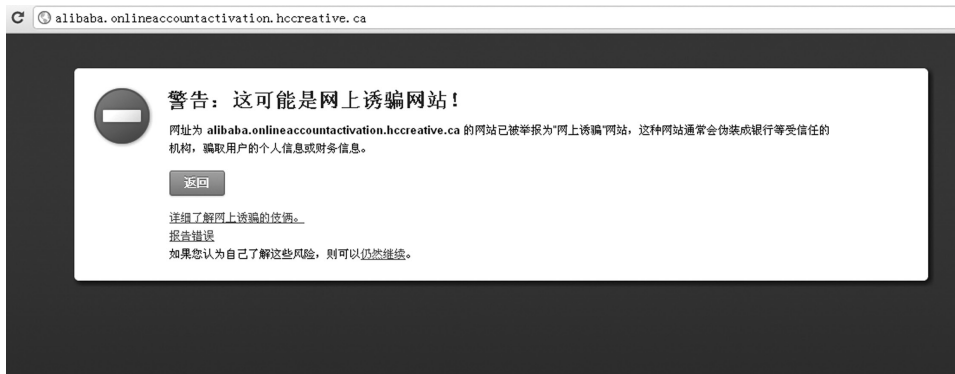 alibaba.onlineaccountactivation.hccreative.ca
警告：这可能是网上诱骗网站！
网址为 alibaba.onlineaccountactivation.hccreative.ca 的网站已被举报为“网上诱骗”网站，这种网站通常会伪装成银行等受信任的
机构，骗取用户的个人信息或财务信息。
返回
详细了解网上诱骗的伎俩。
报告错误
如果您认为自己了解这些风险，则可以仍然继续。